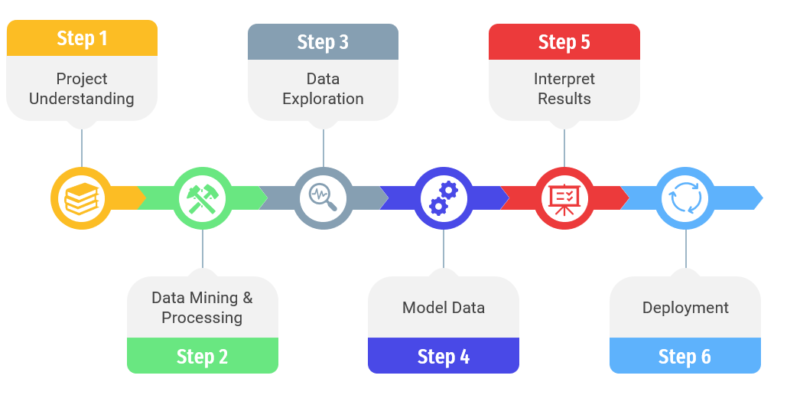 Step 1
Project
Understanding
Data Mining &
Processing
Step 2
Step 3
Data
Exploration
Model Data
Step 4
Step 5
Interpret
Results
Deployment
Step 6